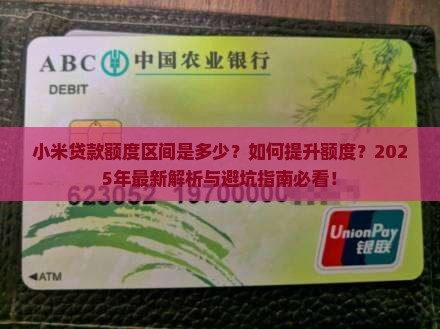 ABC 中国农业银行
DEBIT
小米贷款额度区间是多少？如何提升额度？202
5年最新解析与避坑指南必看！
623052 19700000
UnionPay
银联
◄ATM